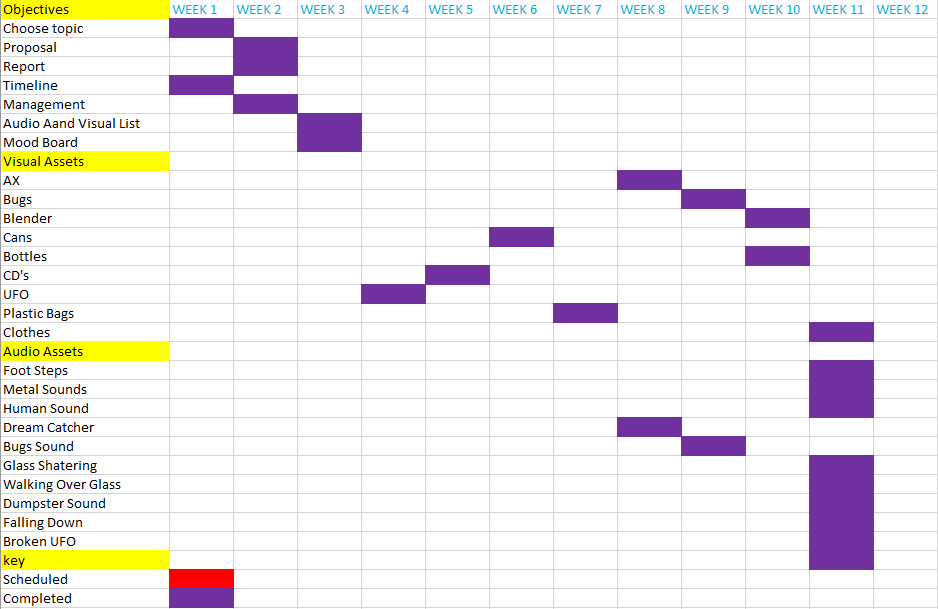 Objectives WEEK 1 WEEK 2 WEEK 3 WEEK 4 WEEK 5 WEEK 6 WEEK 7 WEEK 8 WEEK 9 WEEK 10 WEEK 11 WEEK 12
Choose topic
Proposal
Report
Timeline
Management
Audio Aand Visual List
Mood Board
Visual Assets
AX
Bugs
Blender
Cans
Bottles
CD's
UFO
Plastic Bags
Clothes
Audio Assets
Foot Steps
Metal Sounds
Human Sound
Dream Catcher
Bugs Sound
Glass Shatering
Walking Over Glass
Dumpster Sound
Falling Down
Broken UFO
key
Scheduled
Completed